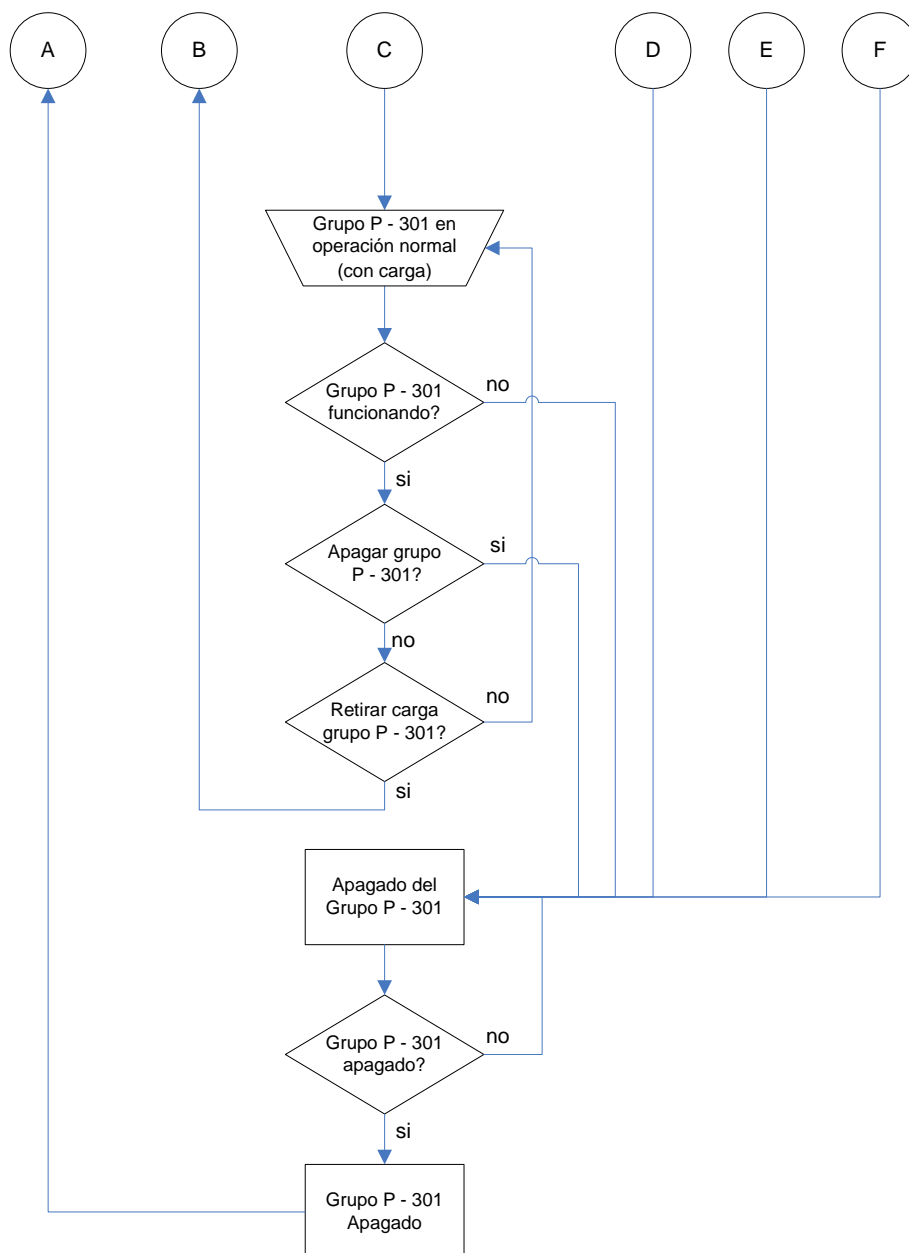 A
B
C
D
E
F
Grupo P - 301 en
operación normal
(con carga)
Grupo P - 301
funcionando?
no
si
Apagar grupo
P - 301?
si
no
Retirar carga
grupo P - 301?
no
si
Apagado del
Grupo P - 301
Grupo P - 301
apagado?
no
si
Grupo P - 301
Apagado